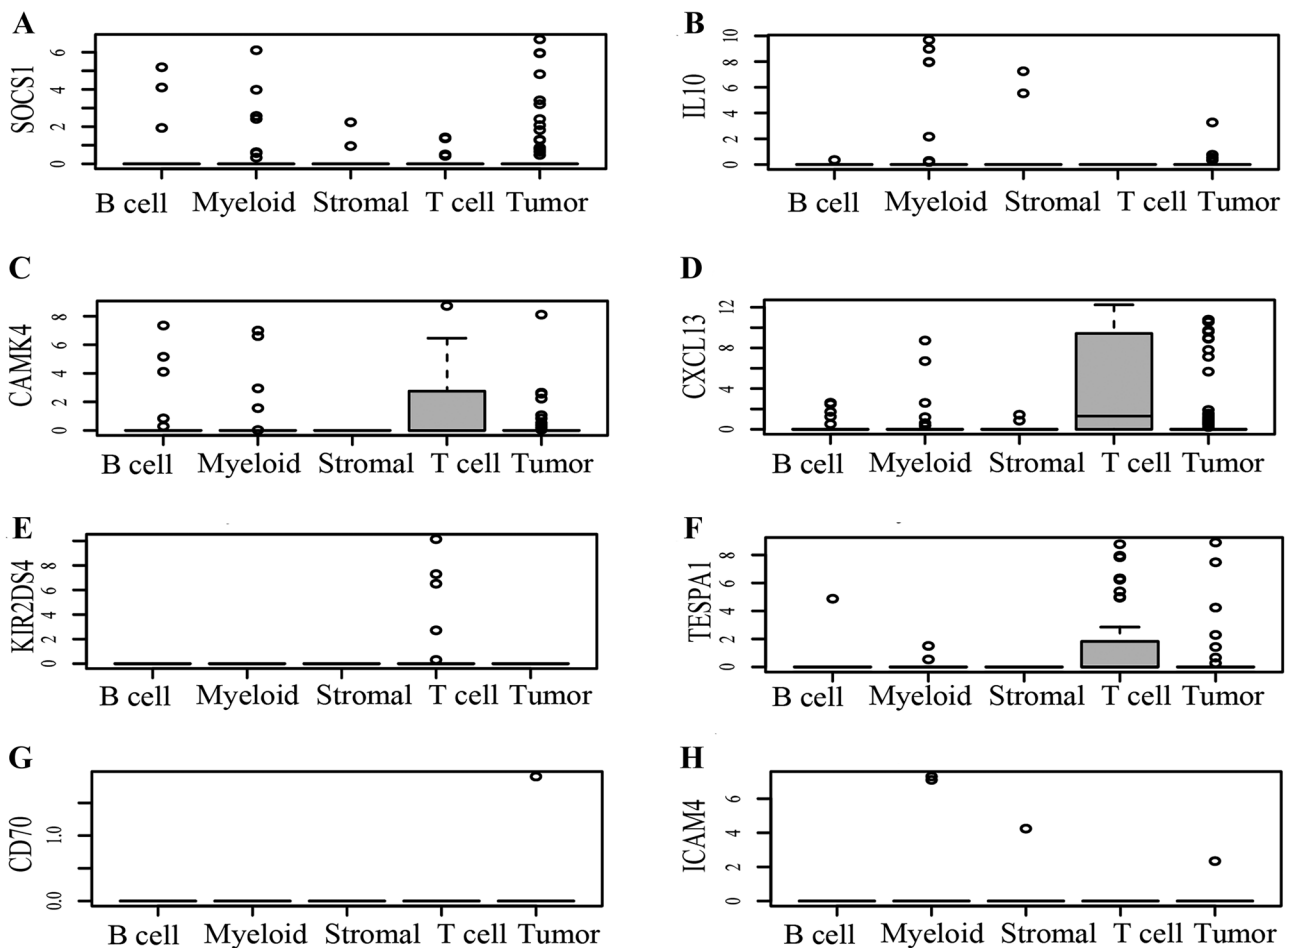 A
B
SOCS1
0 2 4 6
B cell Myeloid Stromal T cell Tumor
IL10
0 2 4 6 8 10
B cell Myeloid Stromal T cell Tumor
C
D
CAMK4
0 2 4 6 8
B cell Myeloid Stromal T cell Tumor
CXCL13
0 4 8 12
B cell Myeloid Stromal T cell Tumor
E
F
KIR2DS4
0 2 4 6 8
B cell Myeloid Stromal T cell Tumor
TESPA1
0 2 4 6 8
B cell Myeloid Stromal T cell Tumor
G
H
CD70
0.0 1.0
B cell Myeloid Stromal T cell Tumor
ICAM4
0 2 4 6
B cell Myeloid Stromal T cell Tumor